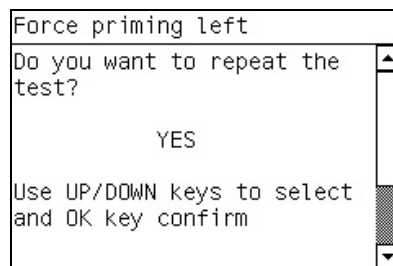 Force priming left
Do you want to repeat the
test?
YES
Use UP/DOWN keys to select
and OK key confirm